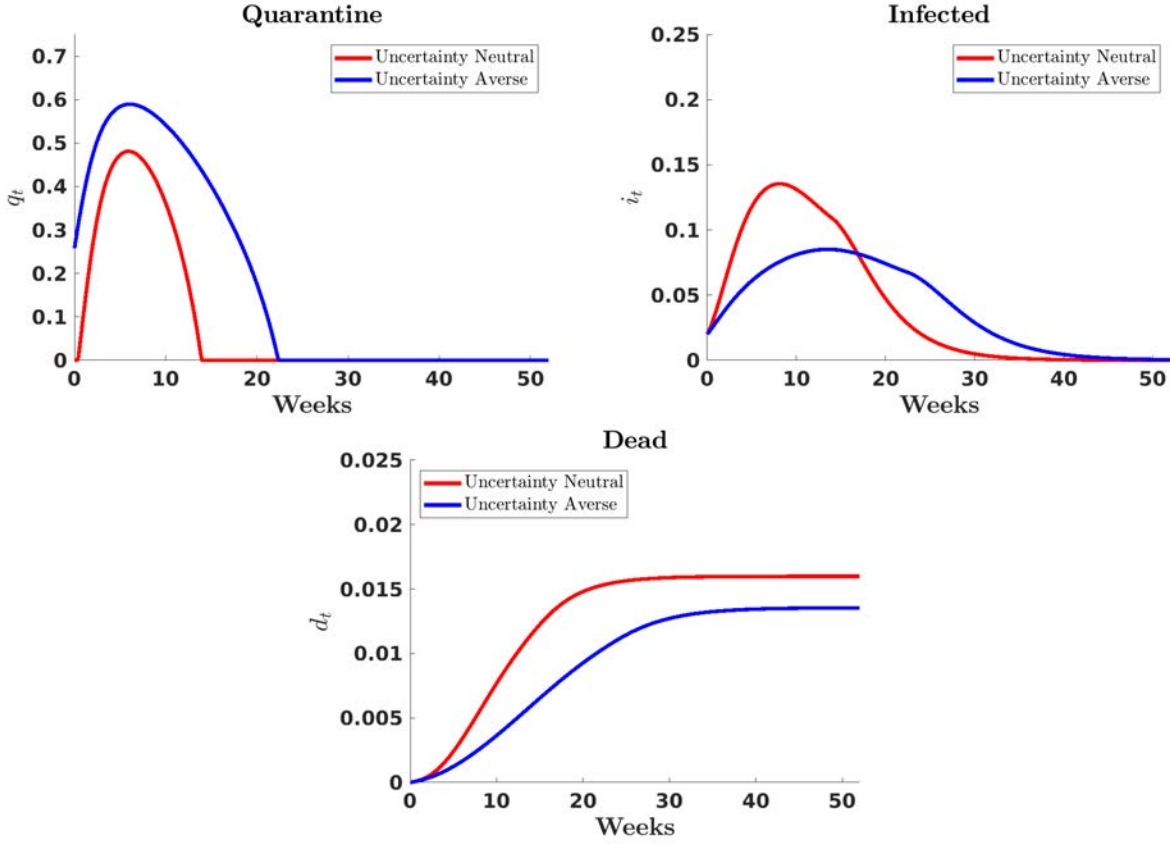 Quarantine
Uncertainty Neutral
Uncertainty Averse
0.7
0.6
0.5
0.4
0.3
0.2
0.1
0
q_t
0 10 20 30 40 50
Weeks
Infected
Uncertainty Neutral
Uncertainty Averse
0.25
0.2
0.15
0.1
0.05
0
i_t
0 10 20 30 40 50
Weeks
Dead
Uncertainty Neutral
Uncertainty Averse
0.025
0.02
0.015
0.01
0.005
0
d_t
0 10 20 30 40 50
Weeks